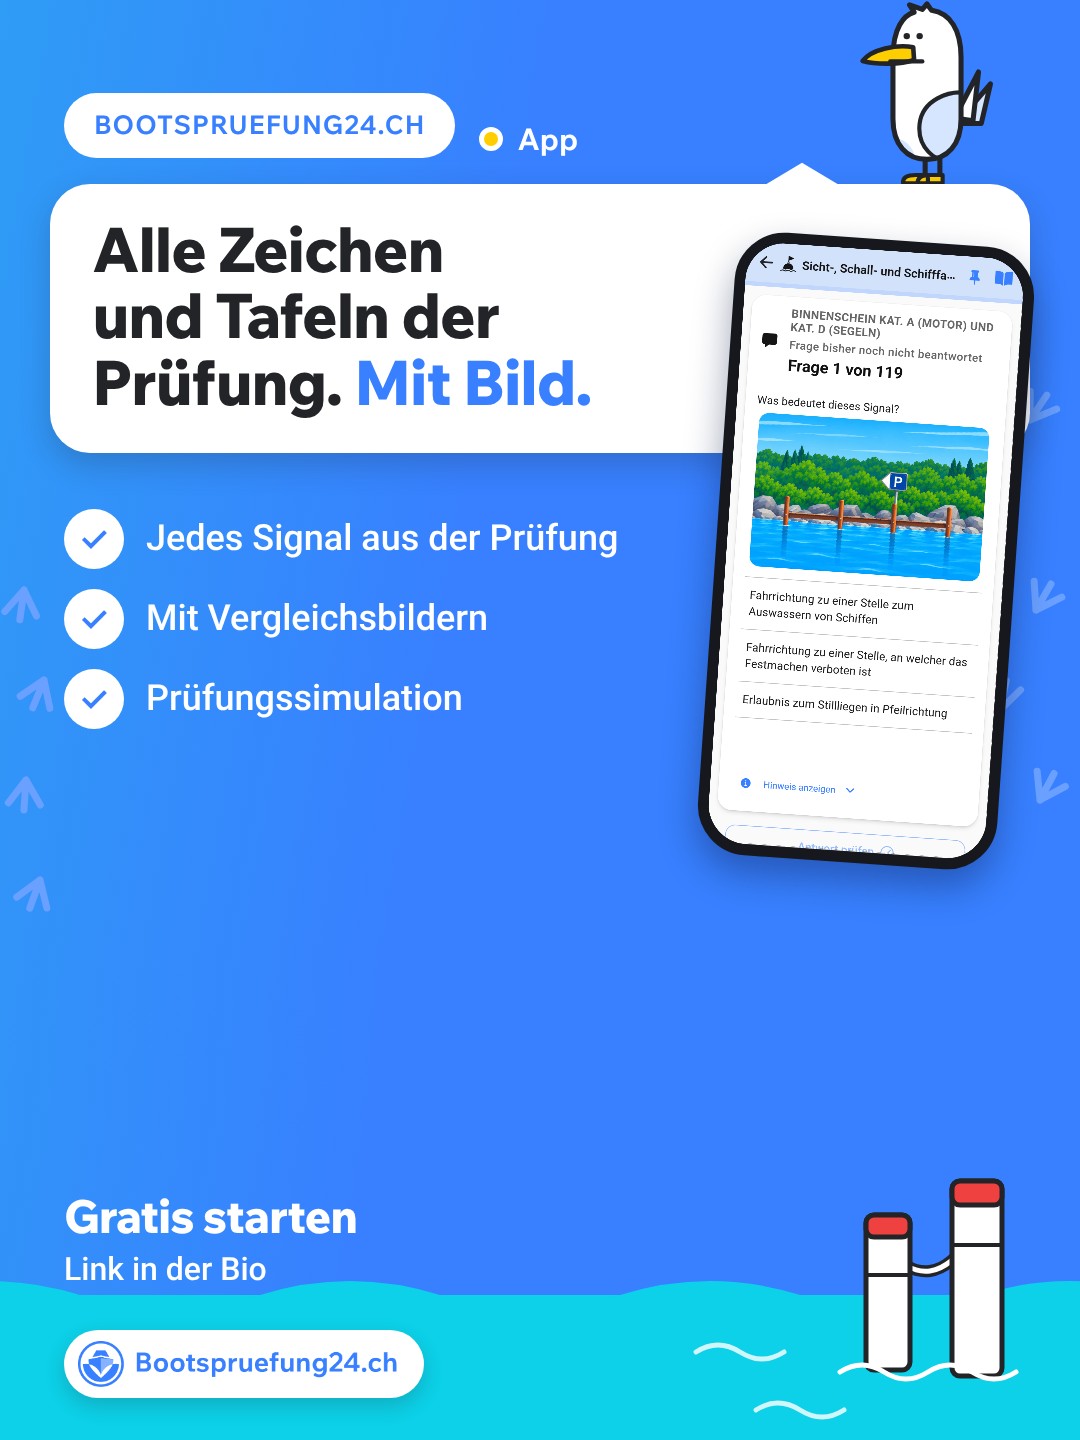 BOOTSPRUEFUNG24.CH
App
Alle Zeichen
und Tafeln der
Prüfung. Mit Bild.
Jedes Signal aus der Prüfung
Mit Vergleichsbildern
Prüfungssimulation
Sicht-, Schall- und Schifffa...
BINNENSCHEIN KAT. A (MOTOR) UND
KAT. D (SEGELN)
Frage bisher noch nicht beantwortet
Frage 1 von 119
Was bedeutet dieses Signal?
P
Fahrrichtung zu einer Stelle zum
Auswassern von Schiffen
Fahrrichtung zu einer Stelle, an welcher das
Festmachen verboten ist
Erlaubnis zum Stillliegen in Pfeilrichtung
Hinweis anzeigen
Antwort prüfen
Gratis starten
Link in der Bio
Bootspruefung24.ch